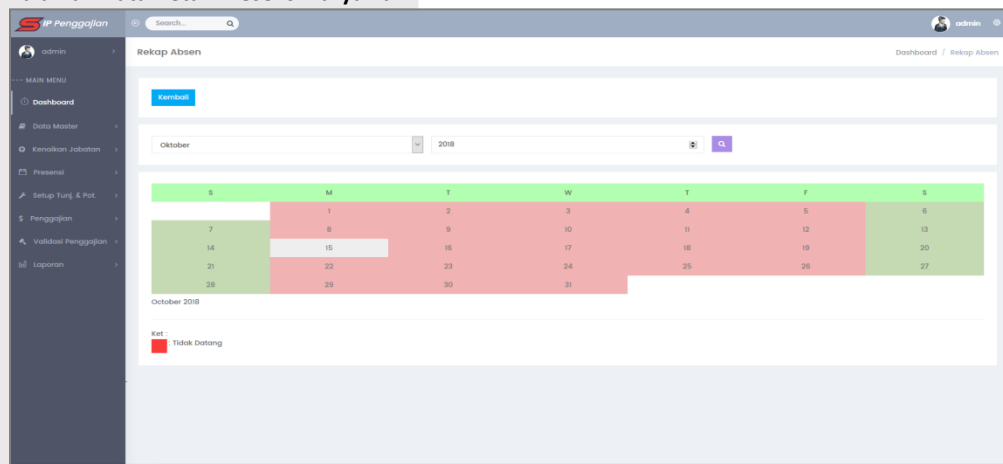 SIP Penggajian
Search...
admin
admin
Rekap Absen
Dashboard / Rekap Absen
--- MAIN MENU
Dashboard
Data Master
Kenaikan Jabatan
Presensi
Setup Tunj. & Pot.
$ Penggajian
Validasi Penggajian
Laporan
Kembali
Oktober
2018
S M T W T F S
1 2 3 4 5 6
7 8 9 10 11 12 13
14 15 16 17 18 19 20
21 22 23 24 25 26 27
28 29 30 31
October 2018
Ket :
: Tidak Datang